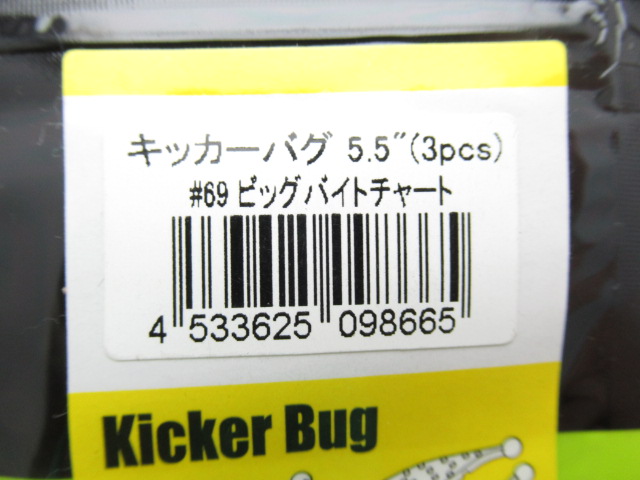 キッカーバグ 5.5″(3pcs)
#69 ビッグバイトチャート
4 533625 098665
Kicker Bug